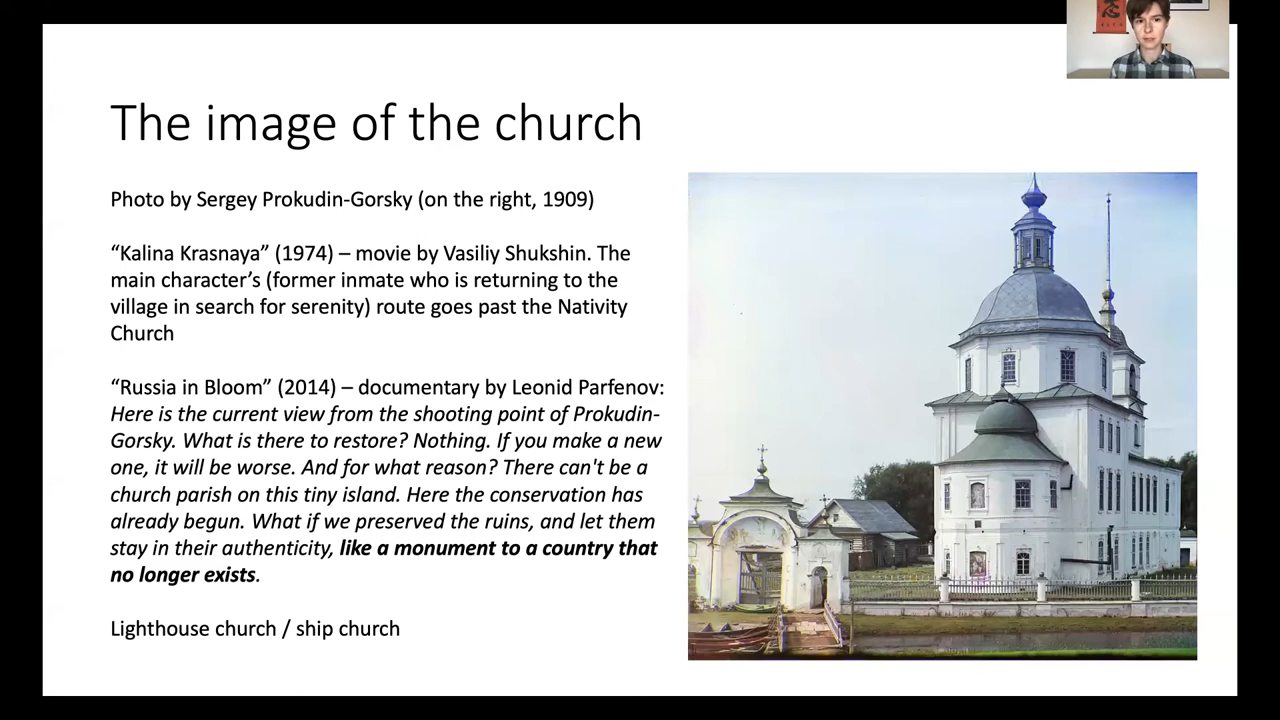 The image of the church
Photo by Sergey Prokudin-Gorsky (on the right, 1909)
“Kalina Krasnaya” (1974) – movie by Vasiliy Shukshin. The
main character’s (former inmate who is returning to the
village in search for serenity) route goes past the Nativity
Church
“Russia in Bloom” (2014) – documentary by Leonid Parfenov:
Here is the current view from the shooting point of Prokudin-
Gorsky. What is there to restore? Nothing. If you make a new
one, it will be worse. And for what reason? There can't be a
church parish on this tiny island. Here the conservation has
already begun. What if we preserved the ruins, and let them
stay in their authenticity, like a monument to a country that
no longer exists.
Lighthouse church / ship church